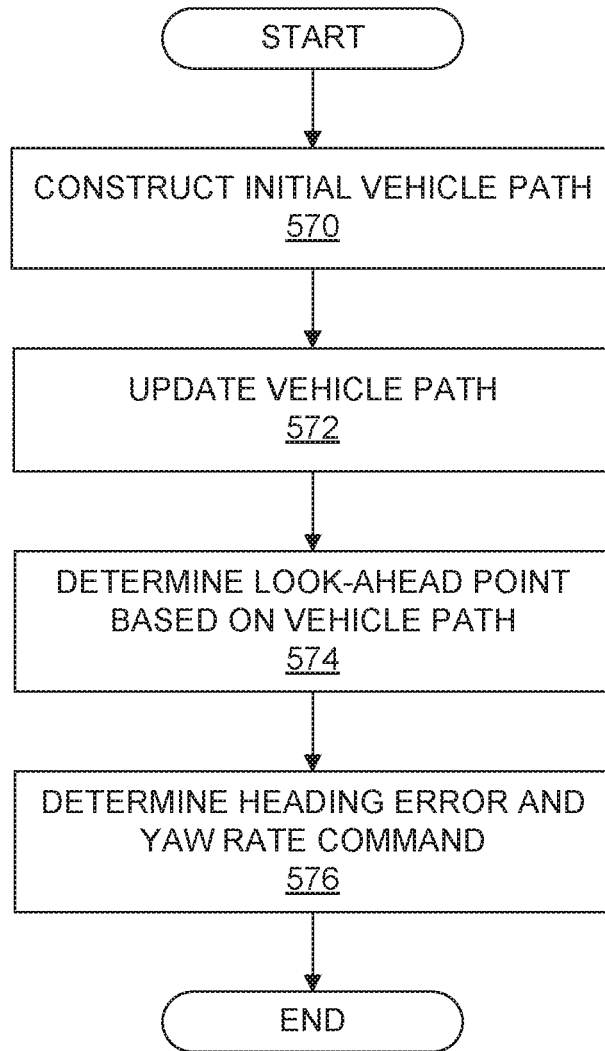 START
CONSTRUCT INITIAL VEHICLE PATH
570
UPDATE VEHICLE PATH
572
DETERMINE LOOK-AHEAD POINT
BASED ON VEHICLE PATH
574
DETERMINE HEADING ERROR AND
YAW RATE COMMAND
576
END